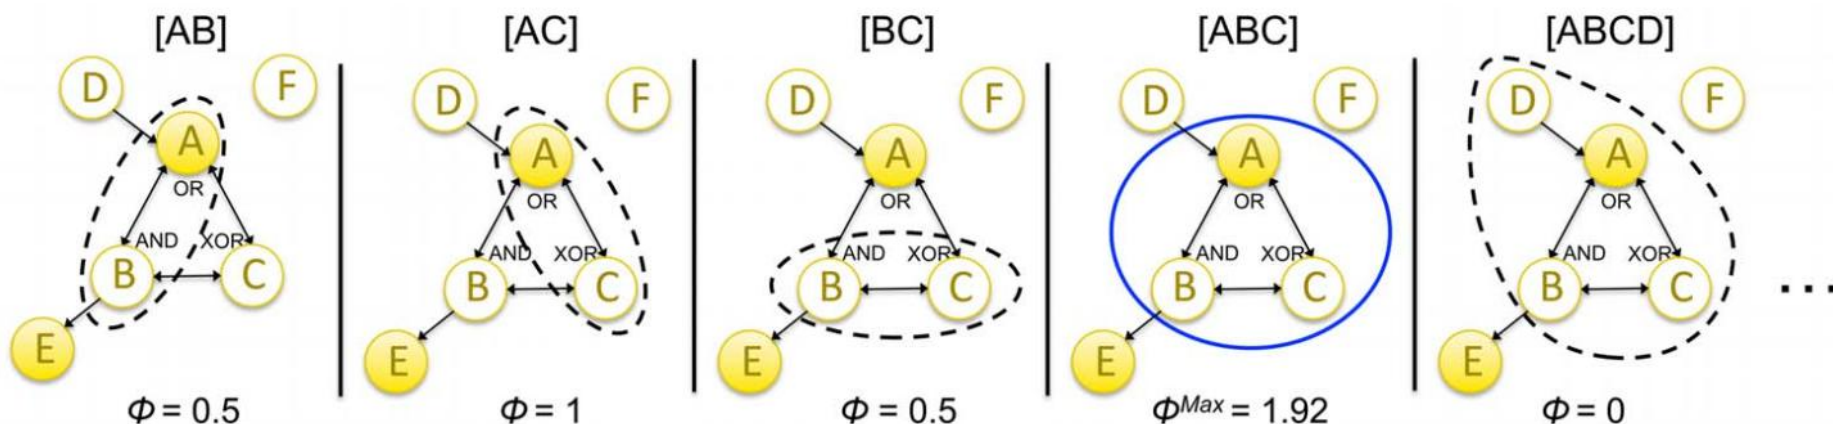 [AB]
D
F
A
OR
AND
XOR
B
C
E
Φ = 0.5
[AC]
D
F
A
OR
AND
XOR
B
C
E
Φ = 1
[BC]
D
F
A
OR
AND
XOR
B
C
E
Φ = 0.5
[ABC]
D
F
A
OR
AND
XOR
B
C
E
Φ^Max = 1.92
[ABCD]
D
F
A
OR
AND
XOR
B
C
E
Φ = 0
...